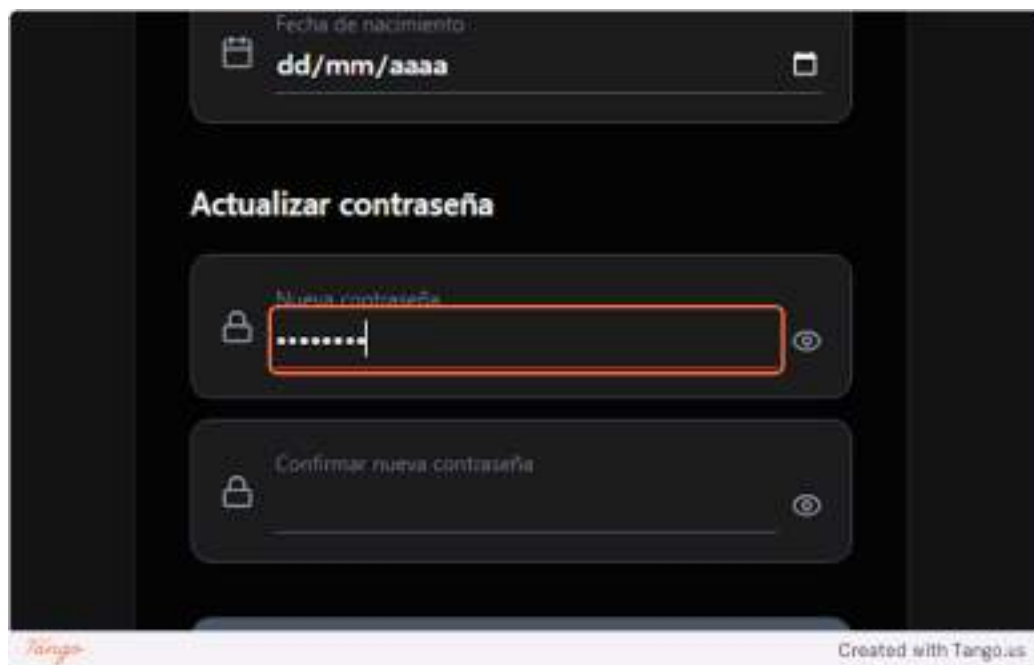 Fecha de nacimiento
dd/mm/aaaa
Actualizar contraseña
Nueva contraseña
••••••••
Confirmar nueva contraseña
Tango
Created with Tango.us